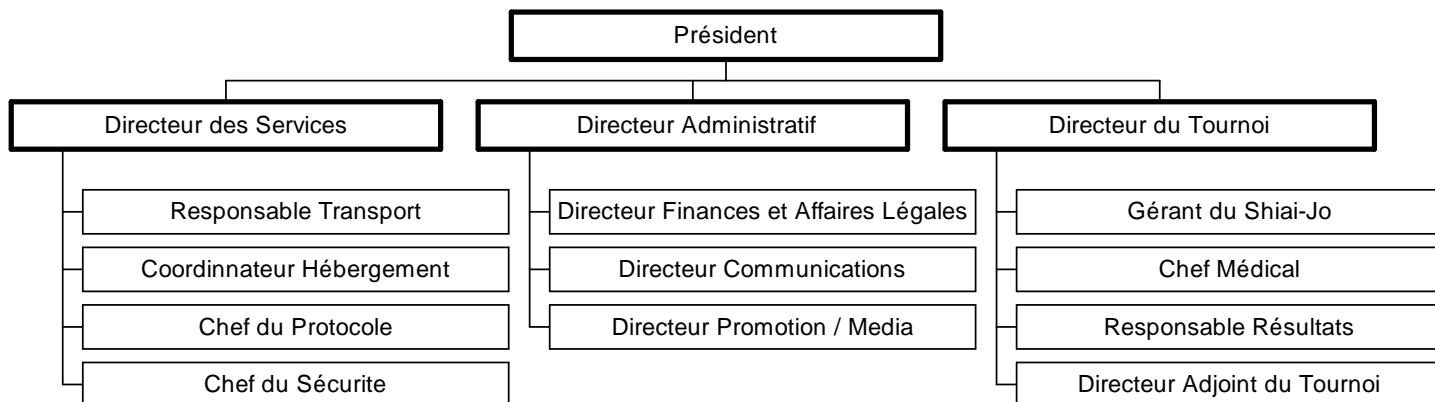 Président
Directeur des Services
Directeur Administratif
Directeur du Tournoi
Responsable Transport
Directeur Finances et Affaires Légales
Gérant du Shiai-Jo
Coordinnateur Hébergement
Directeur Communications
Chef Médical
Chef du Protocole
Directeur Promotion / Media
Responsable Résultats
Chef du Sécurite
Directeur Adjoint du Tournoi